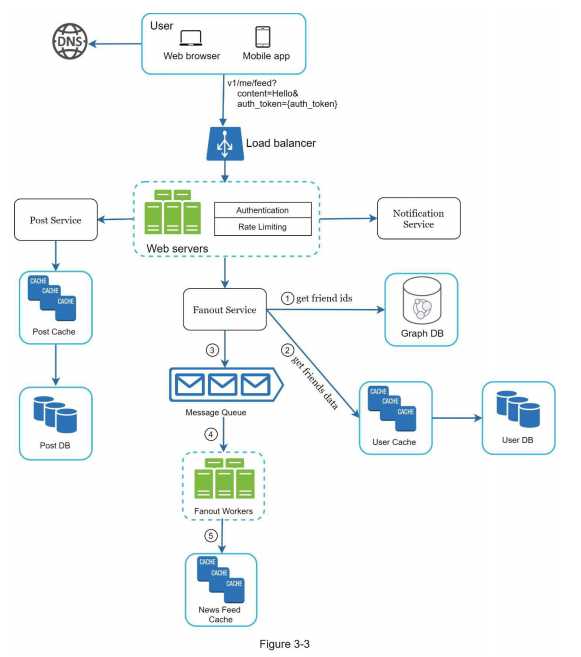 User
DNS
Web browser
Mobile app
v1/me/feed?
content=Hello&
auth_token={auth_token}
Load balancer
Authentication
Rate Limiting
Web servers
Post Service
Notification
Service
Fanout Service
1 get friend ids
Graph DB
CACHE
CACHE
CACHE
Post Cache
3
2 get friends data
Message Queue
CACHE
CACHE
CACHE
User Cache
User DB
Post DB
4
Fanout Workers
5
CACHE
CACHE
CACHE
News Feed
Cache
Figure 3-3